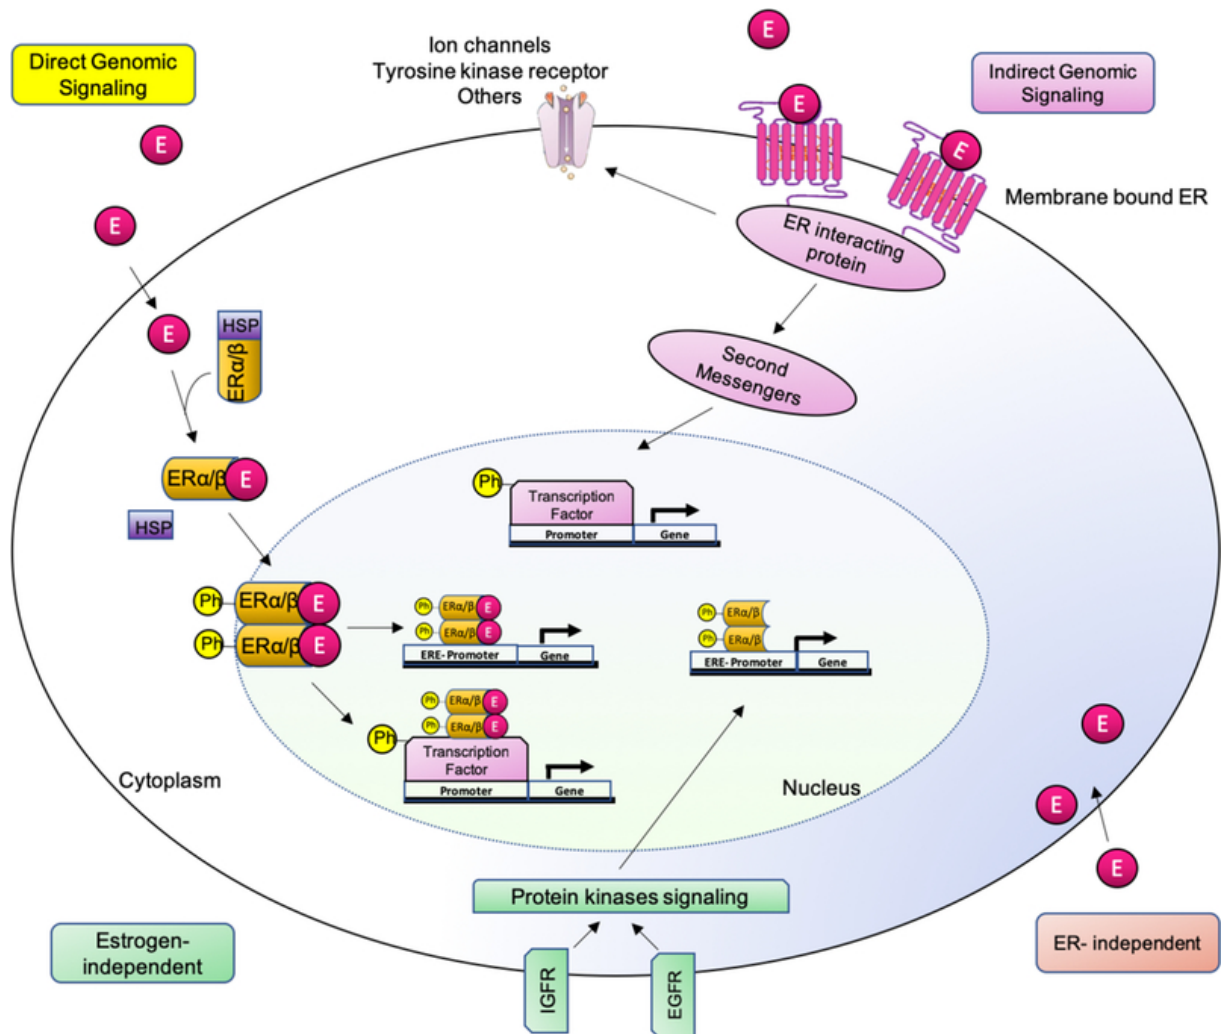 Direct Genomic
Signaling
Ion channels
Tyrosine kinase receptor
Others
E
Indirect Genomic
Signaling
E
E
E
E
Membrane bound ER
ER interacting
protein
E
HSP
ERα/β
Second
Messengers
ERα/β E
HSP
Ph
Transcription
Factor
Promoter Gene
Ph ERα/β E
Ph ERα/β E
Ph ERα/β E
Ph ERα/β E
ERE- Promoter Gene
Ph ERα/β
Ph ERα/β
ERE- Promoter Gene
Ph ERα/β E
Ph ERα/β E
Ph
Transcription
Factor
Promoter Gene
Cytoplasm
Nucleus
E
E
E
Protein kinases signaling
IGFR
EGFR
Estrogen-
independent
ER- independent